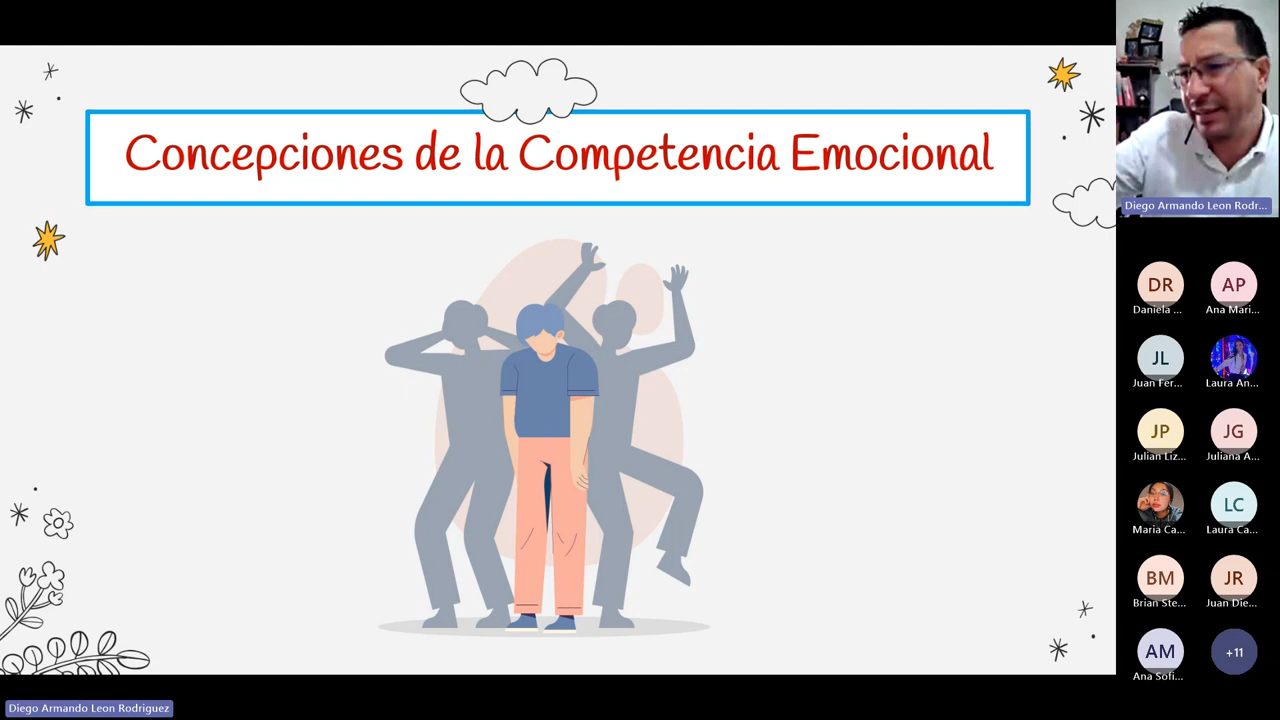 Concepciones de la Competencia Emocional
Diego Armando Leon Rodr...
DR
AP
Daniela ...
Ana Mari...
JL
Juan Fer...
Laura An...
JP
JG
Julian Liz...
Juliana A...
LC
Maria Ca...
Laura Ca...
BM
JR
Brian Ste...
Juan Die...
AM
+11
Ana Sofi...
Diego Armando Leon Rodriguez